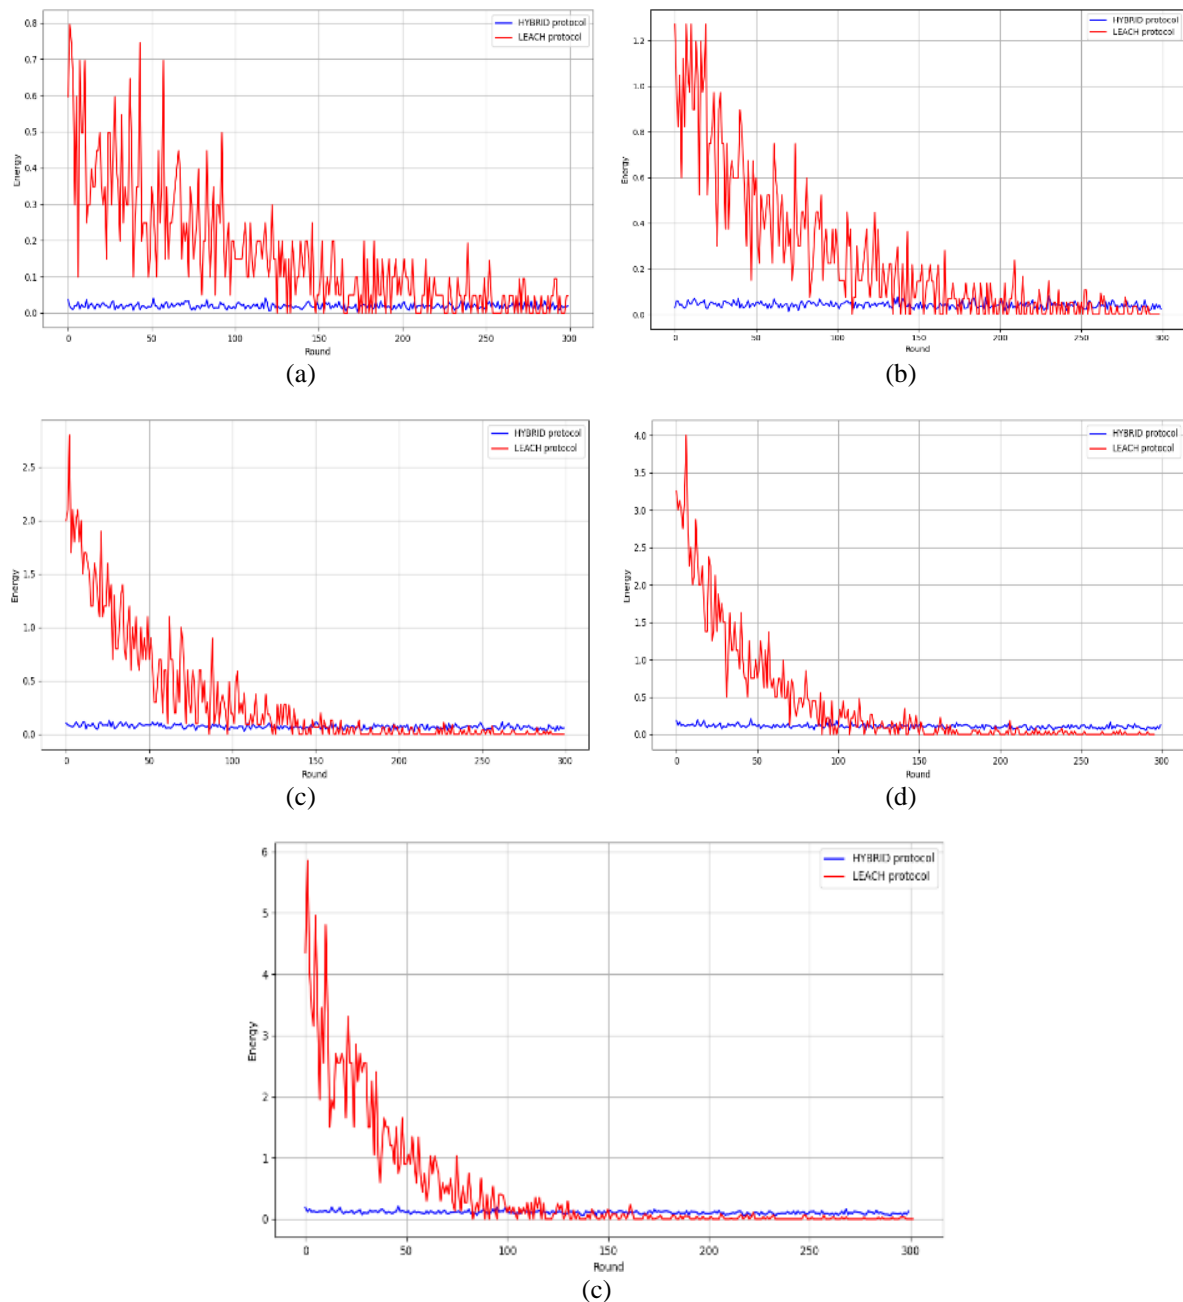 0.8
0.7
0.6
0.5
0.4
0.3
0.2
0.1
0.0
Energy
HYBRID protocol
LEACH protocol
0 50 100 150 200 250 300
Round
(a)
1.2
1.0
0.8
0.6
0.4
0.2
0.0
Energy
HYBRID protocol
LEACH protocol
0 50 100 150 200 250 300
Round
(b)
2.5
2.0
1.5
1.0
0.5
0.0
Energy
HYBRID protocol
LEACH protocol
0 50 100 150 200 250 300
Round
(c)
4.0
3.5
3.0
2.5
2.0
1.5
1.0
0.5
0.0
Energy
HYBRID protocol
LEACH protocol
0 50 100 150 200 250 300
Round
(d)
6
5
4
3
2
1
0
Energy
HYBRID protocol
LEACH protocol
0 50 100 150 200 250 300
Round
(c)